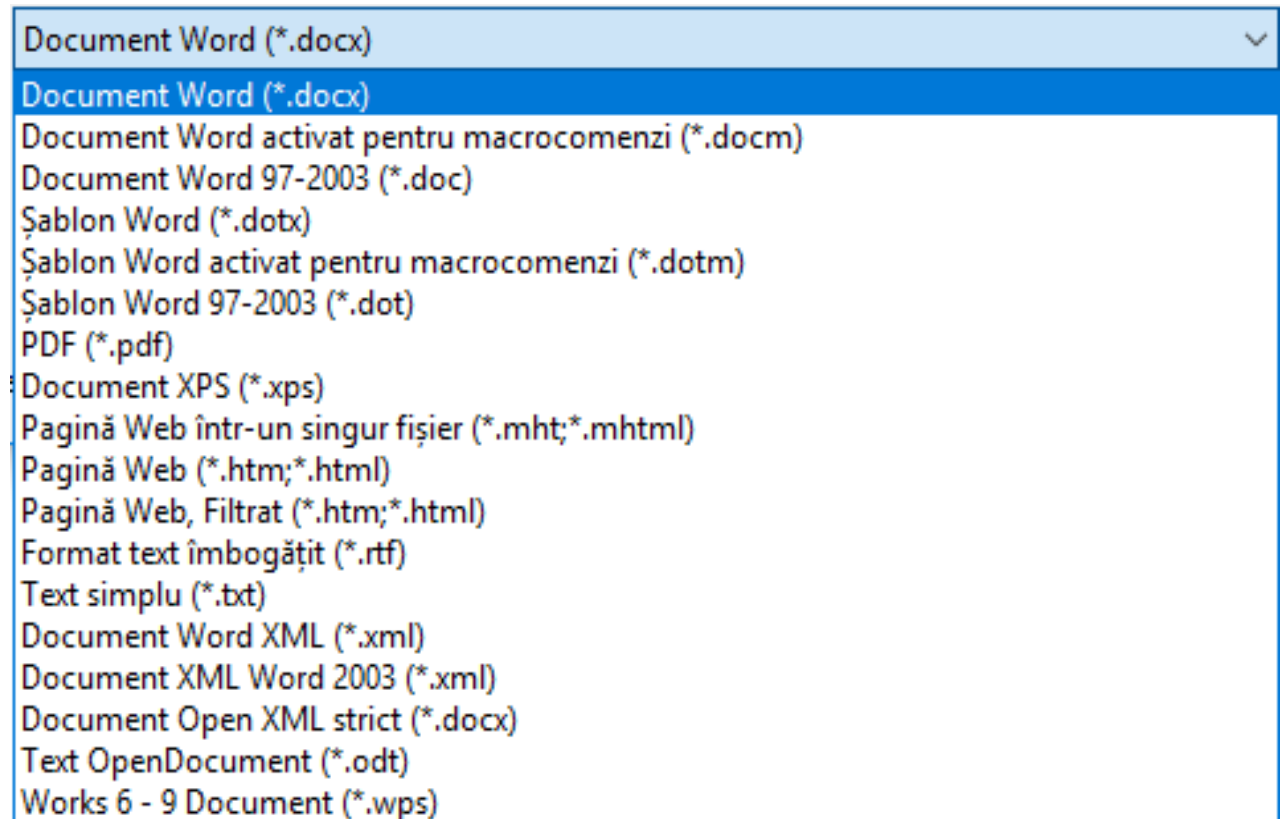 Document Word (*.docx)
Document Word (*.docx)
Document Word activat pentru macrocomenzi (*.docm)
Document Word 97-2003 (*.doc)
Șablon Word (*.dotx)
Șablon Word activat pentru macrocomenzi (*.dotm)
Șablon Word 97-2003 (*.dot)
PDF (*.pdf)
Document XPS (*.xps)
Pagină Web într-un singur fișier (*.mht;*.mhtml)
Pagină Web (*.htm;*.html)
Pagină Web, Filtrat (*.htm;*.html)
Format text îmbogățit (*.rtf)
Text simplu (*.txt)
Document Word XML (*.xml)
Document XML Word 2003 (*.xml)
Document Open XML strict (*.docx)
Text OpenDocument (*.odt)
Works 6 - 9 Document (*.wps)